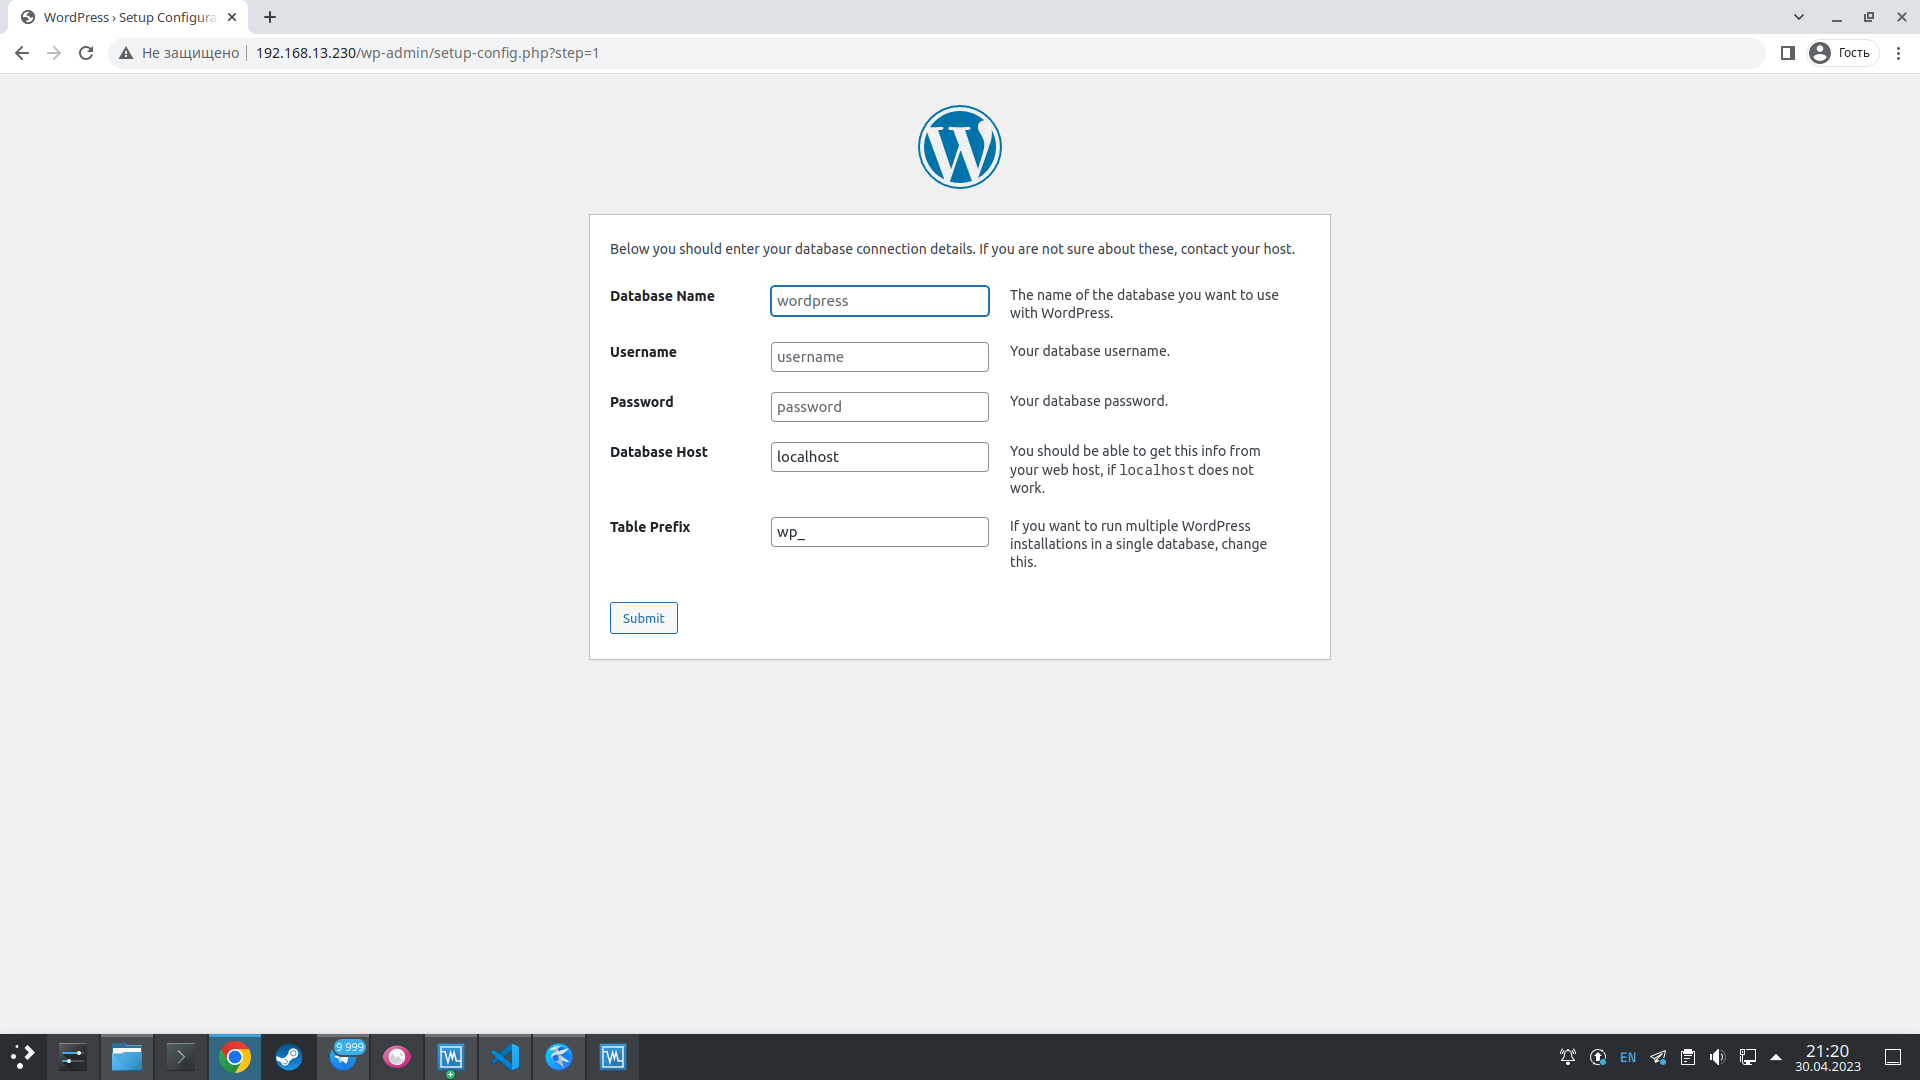 WordPress › Setup Configura
Не защищено
192.168.13.230/wp-admin/setup-config.php?step=1
Гость
Below you should enter your database connection details. If you are not sure about these, contact your host.
Database Name
wordpress
The name of the database you want to use
with WordPress.
Username
username
Your database username.
Password
password
Your database password.
Database Host
localhost
You should be able to get this info from
your web host, if localhost does not
work.
Table Prefix
wp_
If you want to run multiple WordPress
installations in a single database, change
this.
Submit
9 999
EN
21:20
30.04.2023